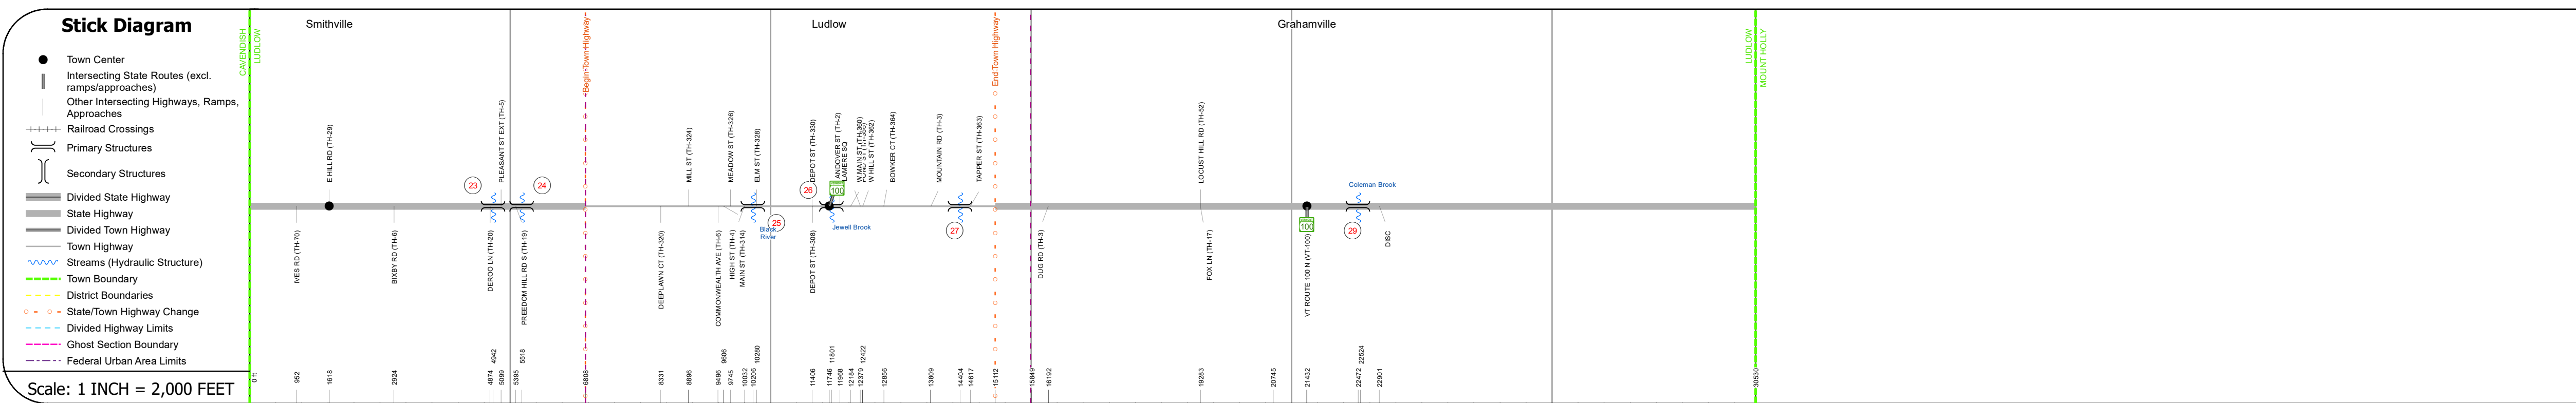 Stick Diagram
Town Center
Intersecting State Routes (excl.
ramps/approaches)
Other Intersecting Highways, Ramps,
Approaches
Railroad Crossings
Primary Structures
Secondary Structures
Divided State Highway
State Highway
Divided Town Highway
Town Highway
Streams (Hydraulic Structure)
Town Boundary
District Boundaries
State/Town Highway Change
Divided Highway Limits
Ghost Section Boundary
Federal Urban Area Limits
Scale: 1 INCH = 2,000 FEET
Smithville
Ludlow
Grahamville
CAVENDISH
LUDLOW
Begin Town Highway
End Town Highway
LUDLOW
MOUNT HOLLY
E HILL RD (TH-29)
PLEASANT ST EXT (TH-5)
MILL ST (TH-324)
MEADOW ST (TH-326)
ELM ST (TH-328)
DEPOT ST (TH-330)
ANDOVER ST (TH-2)
LAMERE SQ
W MAIN ST (TH-360)
W HILL ST (TH-362)
BOWKER CT (TH-364)
MOUNTAIN RD (TH-3)
TAPPER ST (TH-363)
LOCUST HILL RD (TH-52)
23
24
26
100
25
27
29
100
Black
River
Jewell Brook
Coleman Brook
IVES RD (TH-70)
BIXBY RD (TH-6)
DEROO LN (TH-20)
PREEDOM HILL RD S (TH-19)
DEEPLAWN CT (TH-320)
COMMONWEALTH AVE (TH-6)
HIGH ST (TH-4)
MAIN ST (TH-314)
DEPOT ST (TH-308)
DUG RD (TH-3)
FOX LN (TH-17)
VT ROUTE 100 N (VT-100)
DISC
0 ft
952
1618
2924
4874
4942
5099
5395
5518
6808
8331
8896
9496
9606
9745
10032
10206
10280
11406
11746
11801
11968
12184
12379
12422
12856
13809
14404
14617
15112
15849
16192
19283
20745
21432
22472
22524
22901
30530